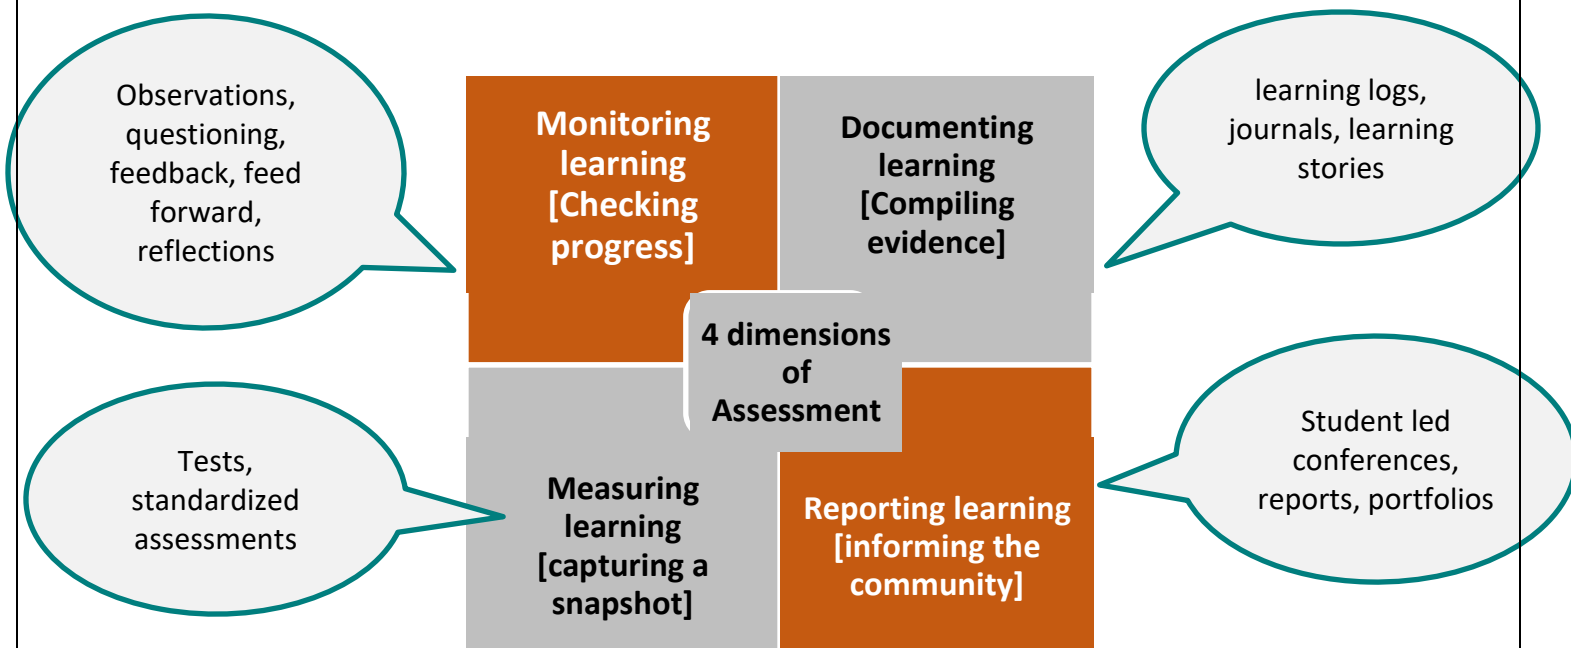 Observations,
questioning,
feedback, feed
forward,
reflections
Monitoring
learning
[Checking
progress]
Documenting
learning
[Compiling
evidence]
learning logs,
journals, learning
stories
4 dimensions
of
Assessment
Tests,
standardized
assessments
Measuring
learning
[capturing a
snapshot]
Reporting learning
[informing the
community]
Student led
conferences,
reports, portfolios